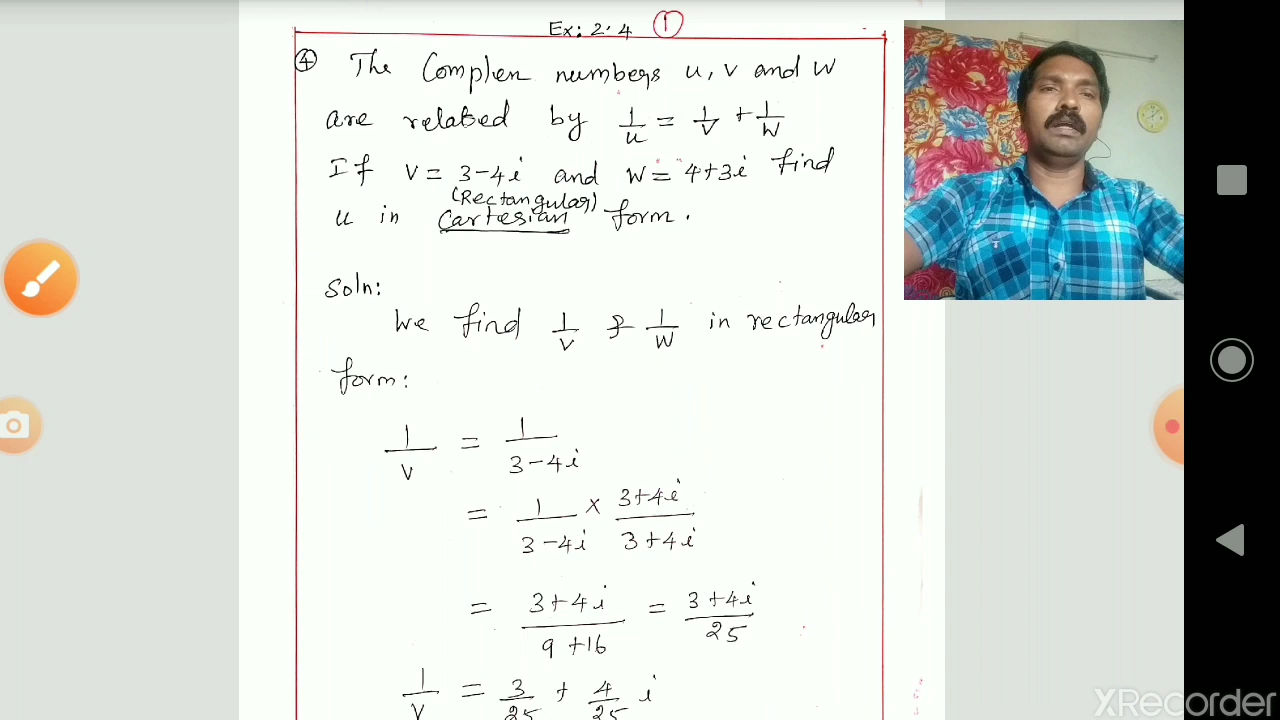 Ex: 2.4 ①
④ The Complen numbers u, v and w
are related by 1/u = 1/v + 1/w
If v = 3-4i and w = 4+3i find
(Rectangular)
u in Cartesian form.
Soln:
We find 1/v & 1/w in rectangular
form:
1/v = 1/(3-4i)
= 1/(3-4i) × (3+4i)/(3+4i)
= (3+4i)/(9+16) = (3+4i)/25
1/v = 3/25 + 4/25 i
XRecorder